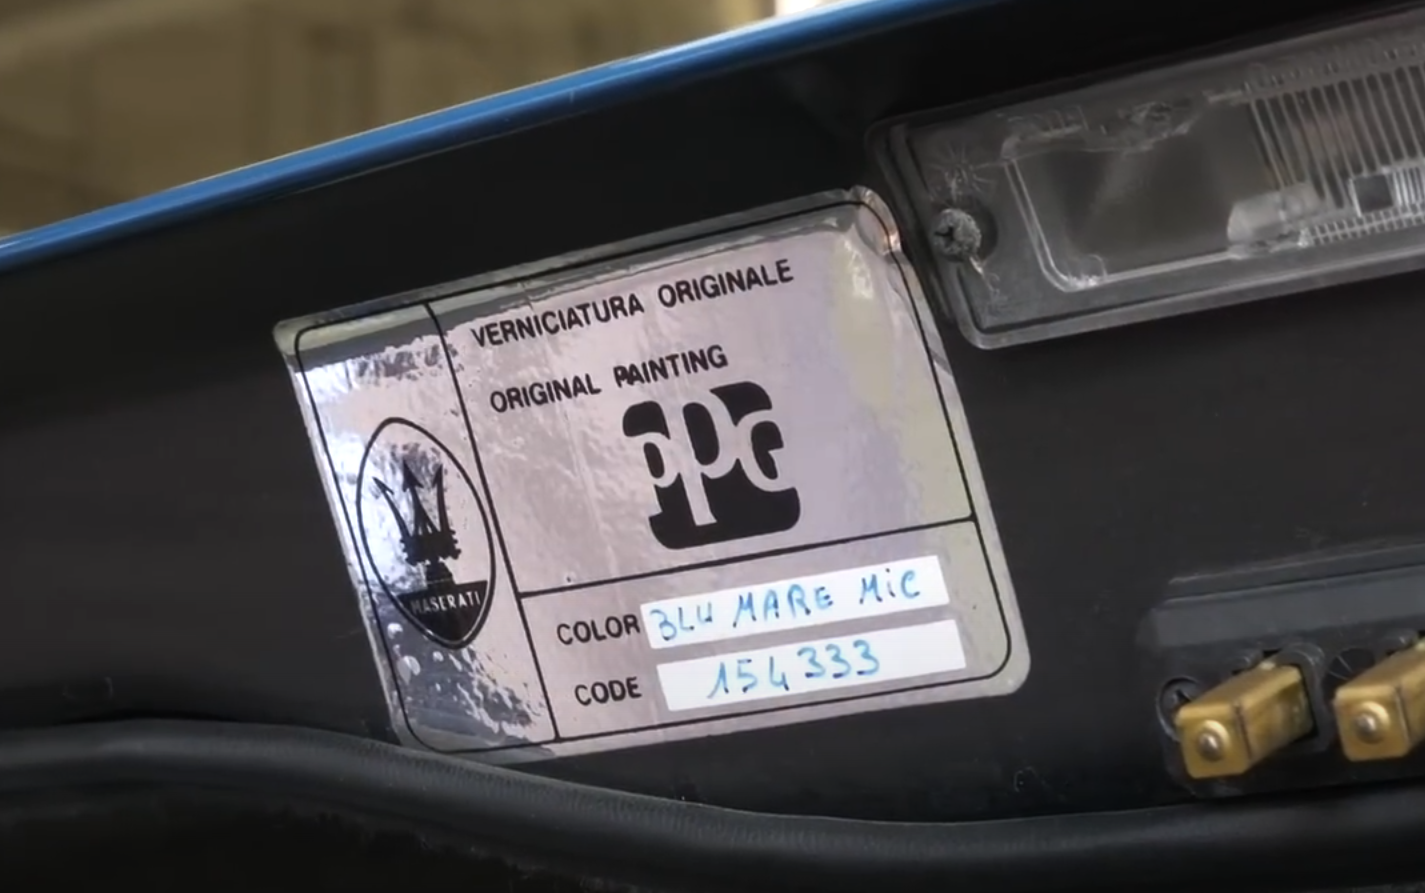 VERNICIATURA ORIGINALE
ORIGINAL PAINTING
PPG
MASERATI
COLOR BLU MARE MiC
CODE 154333